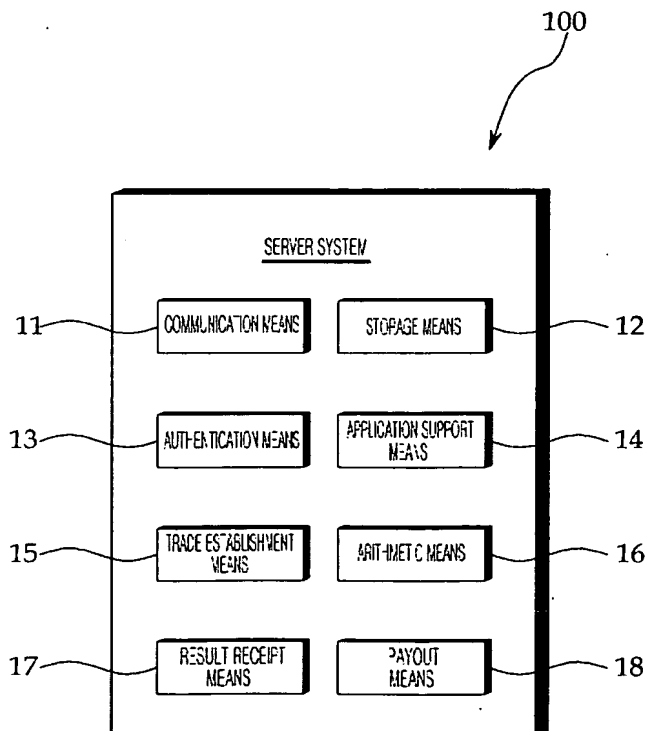 100
SERVER SYSTEM
11
COMMUNICATION MEANS
STORAGE MEANS
12
13
AUTHENTICATION MEANS
APPLICATION SUPPORT
MEANS
14
15
TRADE ESTABLISHMENT
MEANS
ARITHMETIC MEANS
16
17
RESULT RECEIPT
MEANS
PAYOUT
MEANS
18